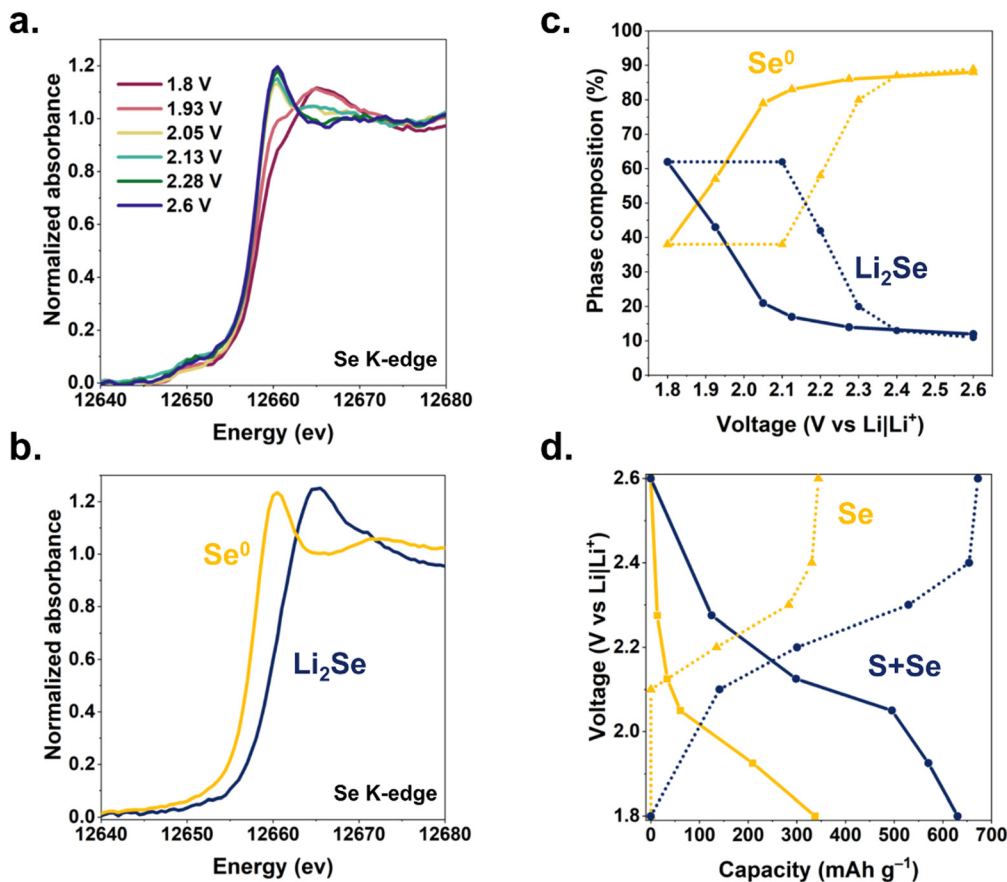 a.
1.2
1.0
0.8
0.6
0.4
0.2
0.0
Normalized absorbance
1.8 V
1.93 V
2.05 V
2.13 V
2.28 V
2.6 V
Se K-edge
12640
12650
12660
12670
12680
Energy (ev)
b.
1.2
1.0
0.8
0.6
0.4
0.2
0.0
Normalized absorbance
Se⁰
Li₂Se
Se K-edge
12640
12650
12660
12670
12680
Energy (ev)
c.
100
90
80
70
60
50
40
30
20
10
0
Phase composition (%)
Se⁰
Li₂Se
1.8
1.9
2.0
2.1
2.2
2.3
2.4
2.5
2.6
Voltage (V vs Li|Li⁺)
d.
2.6
2.4
2.2
2.0
1.8
Voltage (V vs Li|Li⁺)
Se
S+Se
0
100
200
300
400
500
600
700
Capacity (mAh g⁻¹)